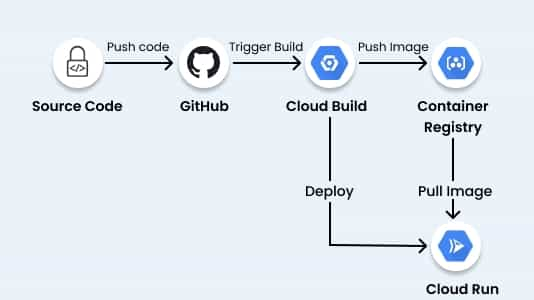 Push code
Trigger Build
Push Image
</>
Source Code
GitHub
Cloud Build
Container
Registry
Deploy
Pull Image
Cloud Run